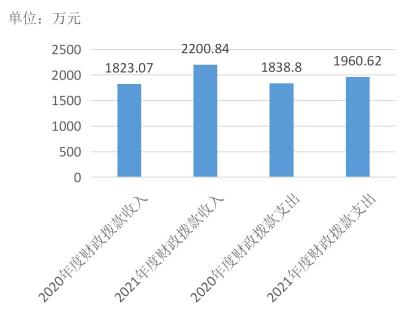 单位：万元
2500
2000
1500
1000
500
0
1823.07
2200.84
1838.8
1960.62
2020年度财政拨款收入
2021年度财政拨款收入
2020年度财政拨款支出
2021年度财政拨款支出